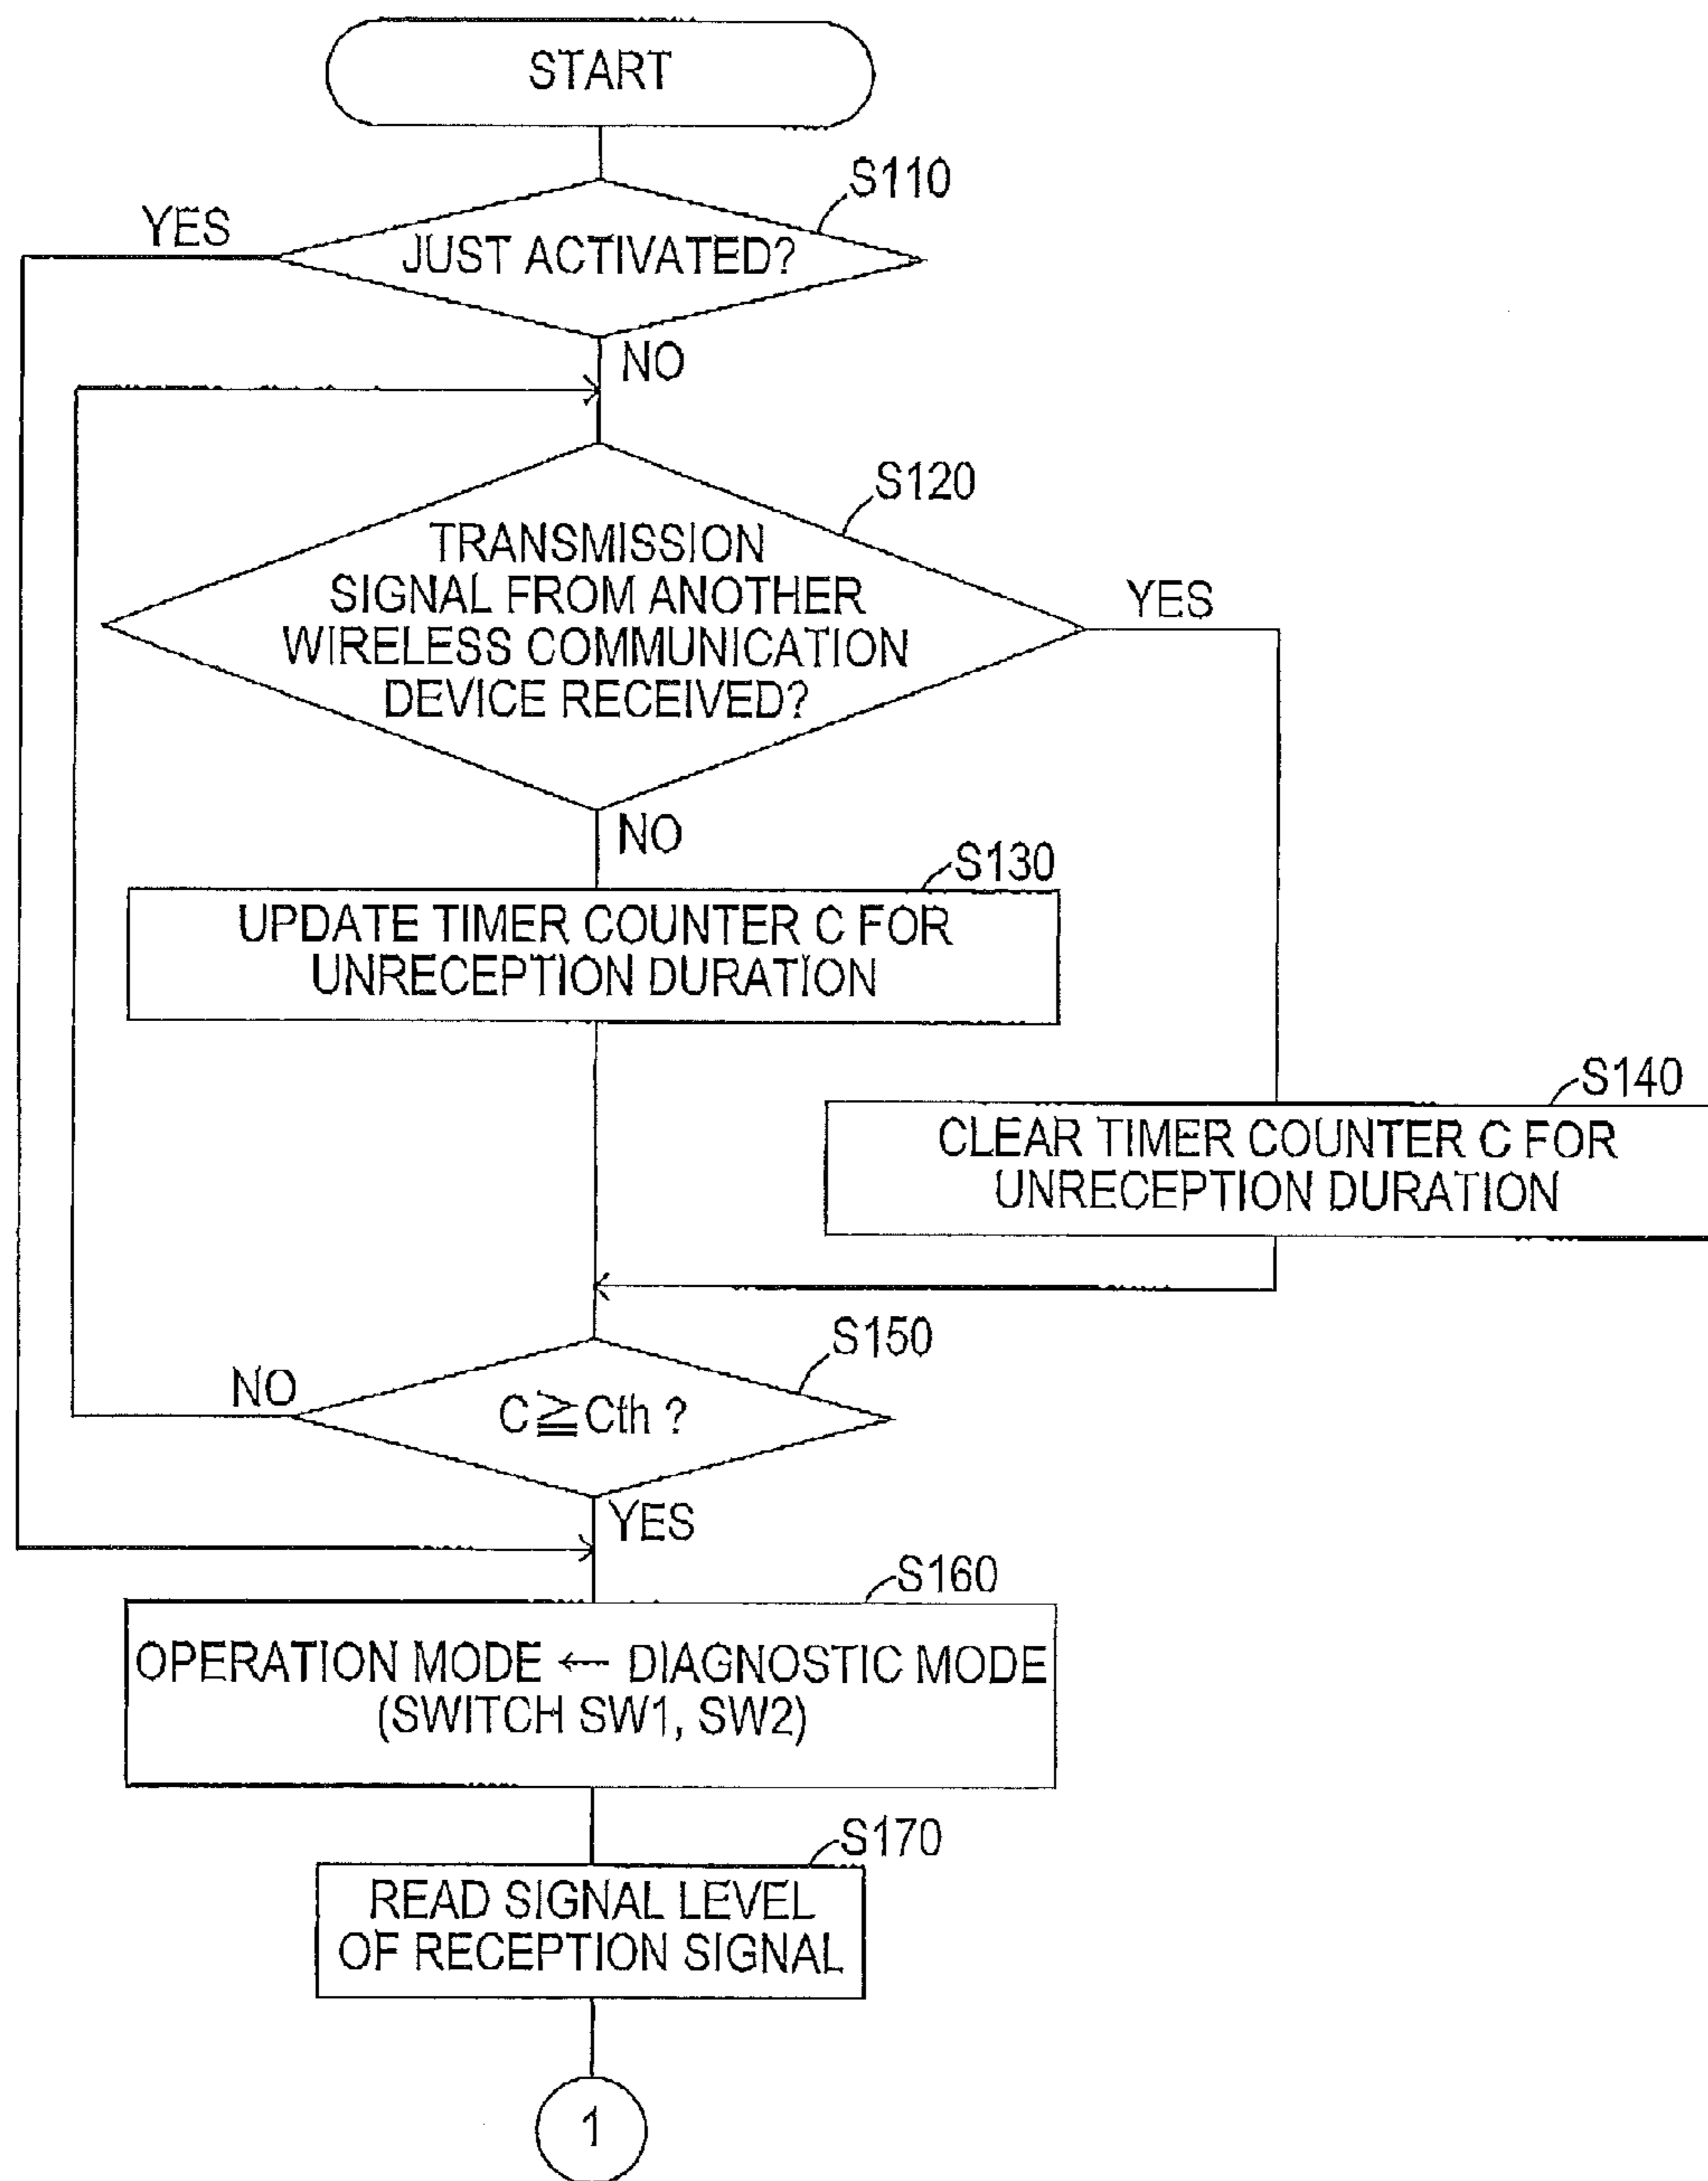 START
S110
YES
JUST ACTIVATED?
NO
S120
TRANSMISSION
SIGNAL FROM ANOTHER
WIRELESS COMMUNICATION
DEVICE RECEIVED?
YES
NO
S130
UPDATE TIMER COUNTER C FOR
UNRECEPTION DURATION
S140
CLEAR TIMER COUNTER C FOR
UNRECEPTION DURATION
S150
NO
C≧Cth ?
YES
S160
OPERATION MODE ← DIAGNOSTIC MODE
(SWITCH SW1, SW2)
S170
READ SIGNAL LEVEL
OF RECEPTION SIGNAL
1